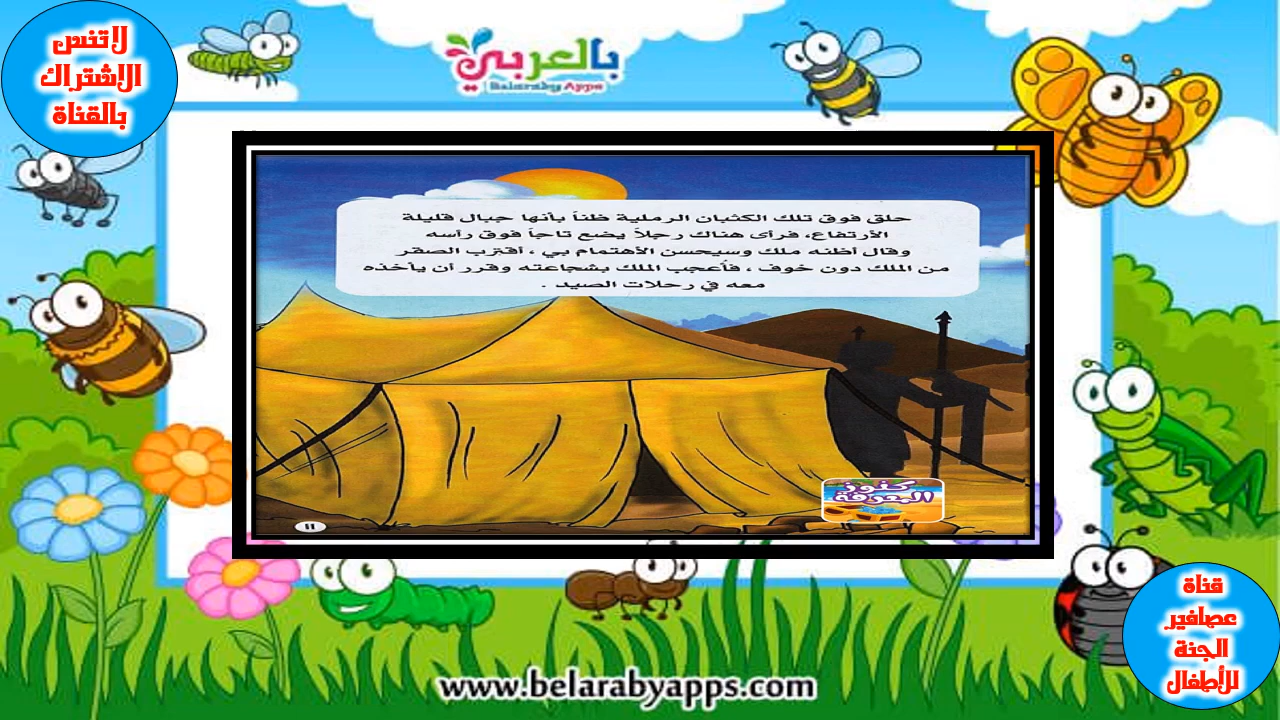 لاتنس
الاشتراك
بالقناة
بالعربي
Belaraby Apps
حلق فوق تلك الكثبان الرملية ظناً بأنها جبال قليلة
الأرتفاع، فرأى هناك رجلاً يضع تاجاً فوق رأسه
وقال أظنه ملك وسيحسن الأهتمام بي ، أقترب الصقر
من الملك دون خوف ، فأعجب الملك بشجاعته وقرر أن يأخذه
معه في رحلات الصيد .
كنوز
المعرفة
١١
قناة
عصافير
الجنة
للأطفال
www.belarabyapps.com